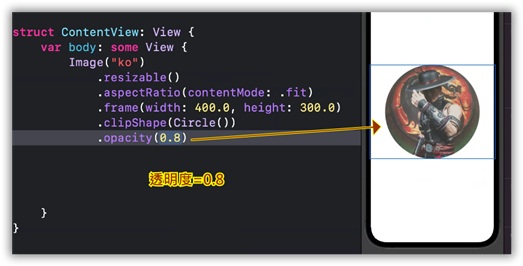 struct ContentView: View {
var body: some View {
Image("ko")
.resizable()
.aspectRatio(contentMode: .fit)
.frame(width: 400.0, height: 300.0)
.clipShape(Circle())
.opacity(0.8)
透明度=0.8
}
}